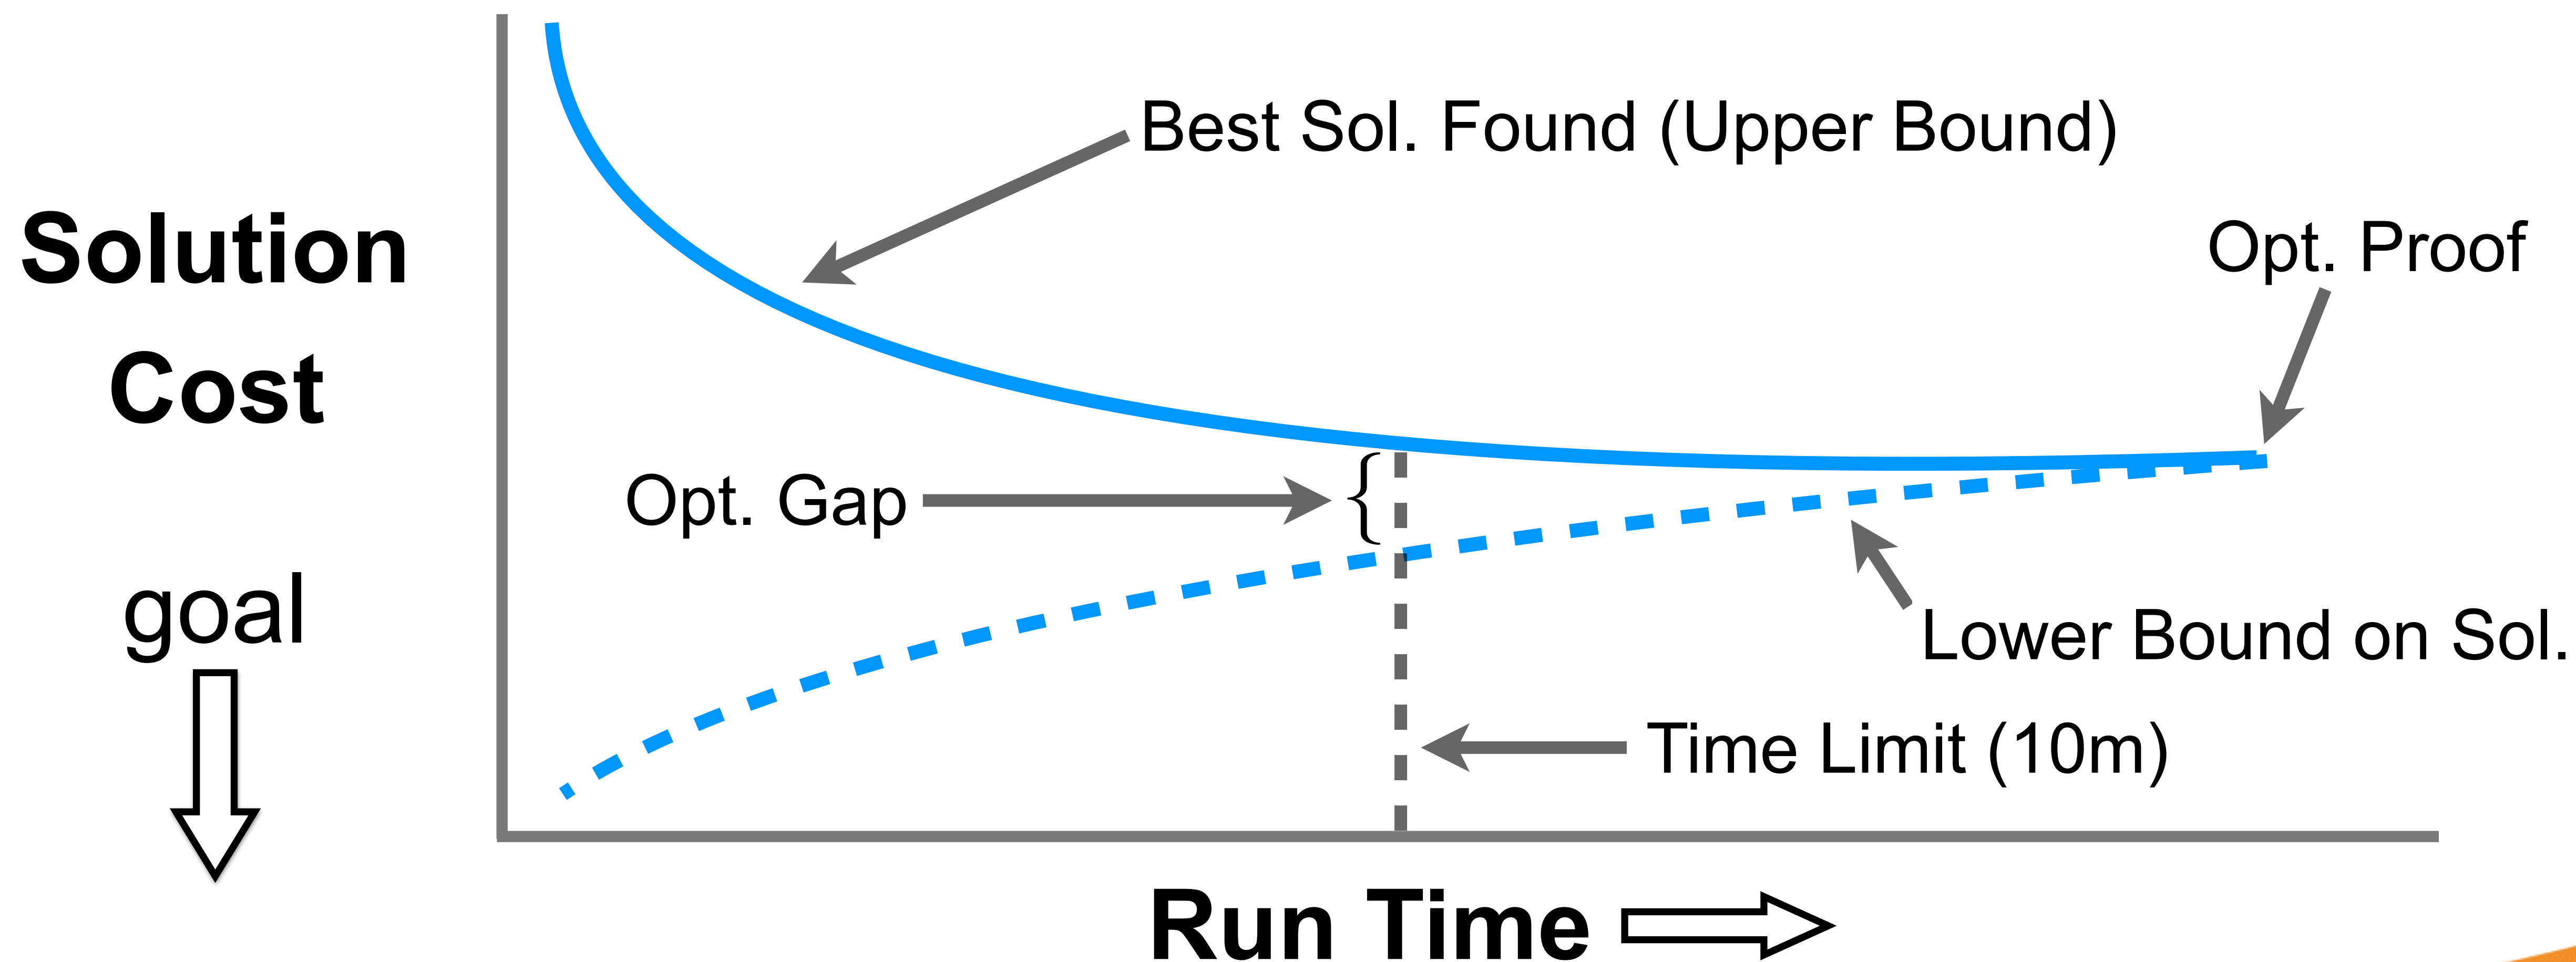 Best Sol. Found (Upper Bound)
Solution
Cost
Opt. Proof
Opt. Gap
goal
Lower Bound on Sol.
Time Limit (10m)
Run Time